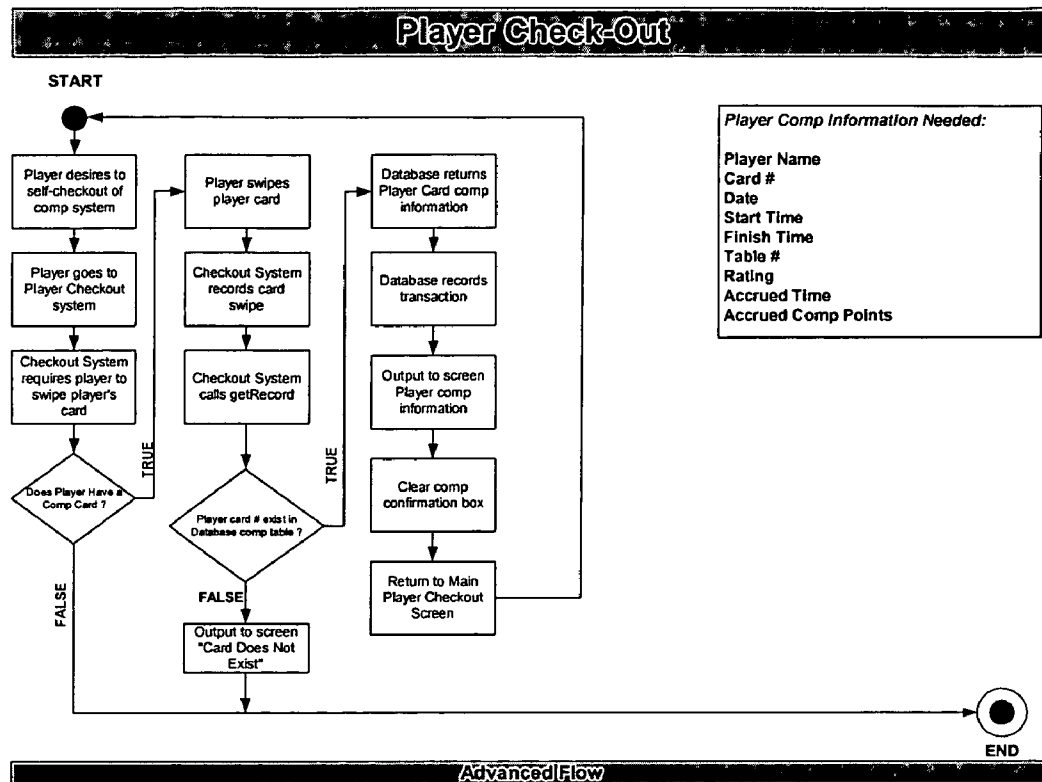 Player Check-Out
START
Player desires to
self-checkout of
comp system
Player goes to
Player Checkout
system
Checkout System
requires player to
swipe player's
card
Does Player Have a
Comp Card ?
TRUE
FALSE
Player swipes
player card
Checkout System
records card
swipe
Checkout System
calls getRecord
Player card # exist in
Database comp table ?
TRUE
FALSE
Output to screen
"Card Does Not
Exist"
Database returns
Player Card comp
information
Database records
transaction
Output to screen
Player comp
information
Clear comp
confirmation box
Return to Main
Player Checkout
Screen
Player Comp Information Needed:
Player Name
Card #
Date
Start Time
Finish Time
Table #
Rating
Accrued Time
Accrued Comp Points
END
Advanced Flow